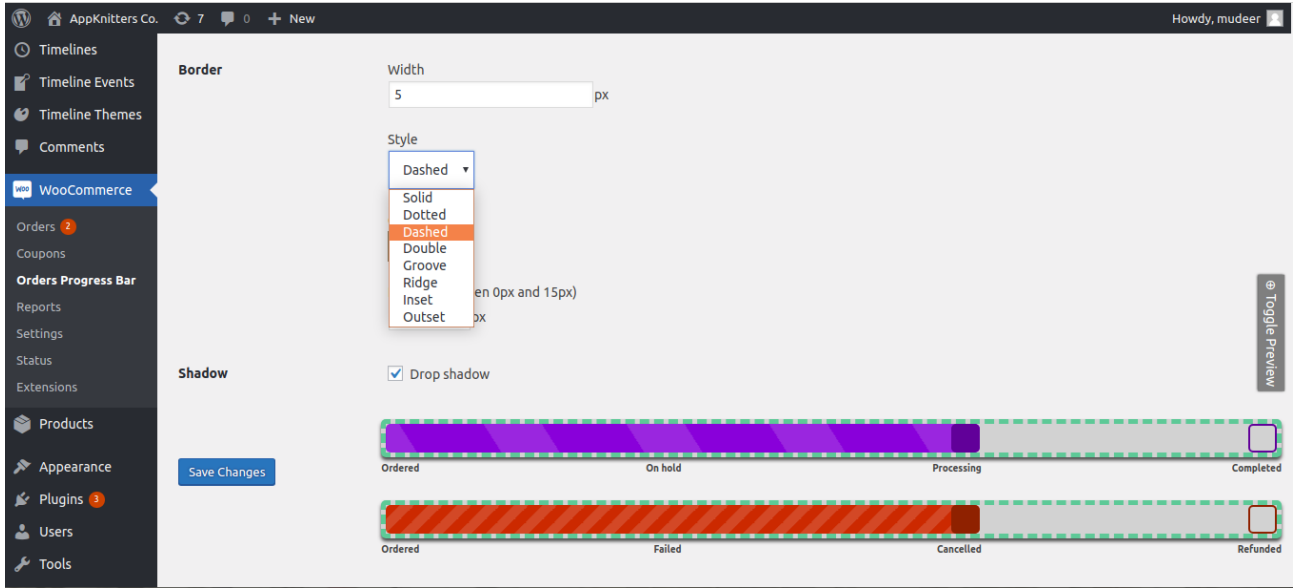 AppKnitters Co. 7 0 + New Howdy, mudeer
Timelines
Timeline Events
Timeline Themes
Comments
WOO WooCommerce
Orders 2
Coupons
Orders Progress Bar
Reports
Settings
Status
Extensions
Products
Appearance
Plugins 3
Users
Tools
Border
Width
5 px
Style
Dashed
Solid
Dotted
Dashed
Double
Groove
Ridge
Inset
Outset
en 0px and 15px)
px
Shadow
Drop shadow
Toggle Preview
Save Changes
Ordered On hold Processing Completed
Ordered Failed Cancelled Refunded